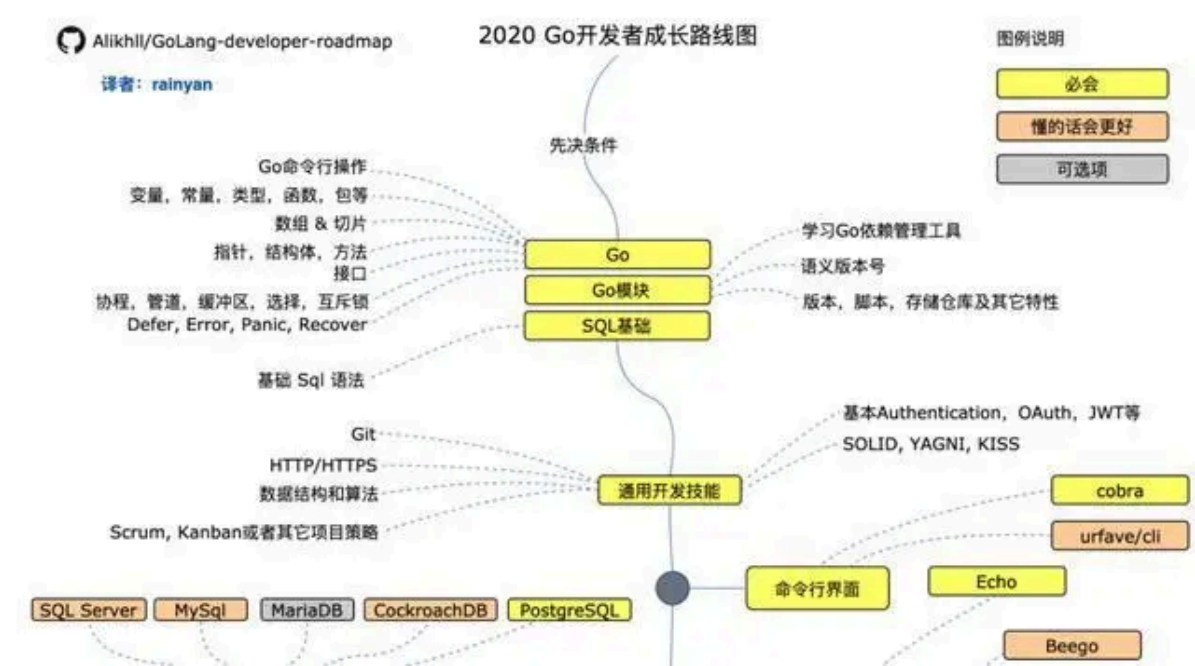 Alikhll/GoLang-developer-roadmap
译者：rainyan
2020 Go开发者成长路线图
图例说明
必会
懂的话会更好
可选项
先决条件
Go命令行操作
变量，常量，类型，函数，包等
数组 & 切片
指针，结构体，方法
接口
协程，管道，缓冲区，选择，互斥锁
Defer, Error, Panic, Recover
基础 Sql 语法
Go
Go模块
SQL基础
学习Go依赖管理工具
语义版本号
版本，脚本，存储仓库及其它特性
Git
HTTP/HTTPS
数据结构和算法
Scrum, Kanban或者其它项目策略
通用开发技能
基本Authentication，OAuth，JWT等
SOLID, YAGNI, KISS
cobra
urfave/cli
命令行界面
Echo
Beego
SQL Server
MySql
MariaDB
CockroachDB
PostgreSQL